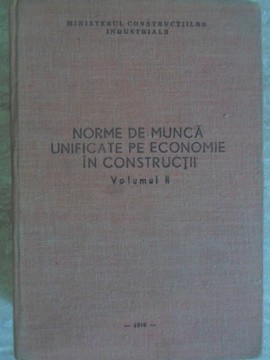 MINISTERUL CONSTRUCȚIILOR
INDUSTRIALE
NORME DE MUNCĂ
UNIFICATE PE ECONOMIE
ÎN CONSTRUCȚII
Volumul II